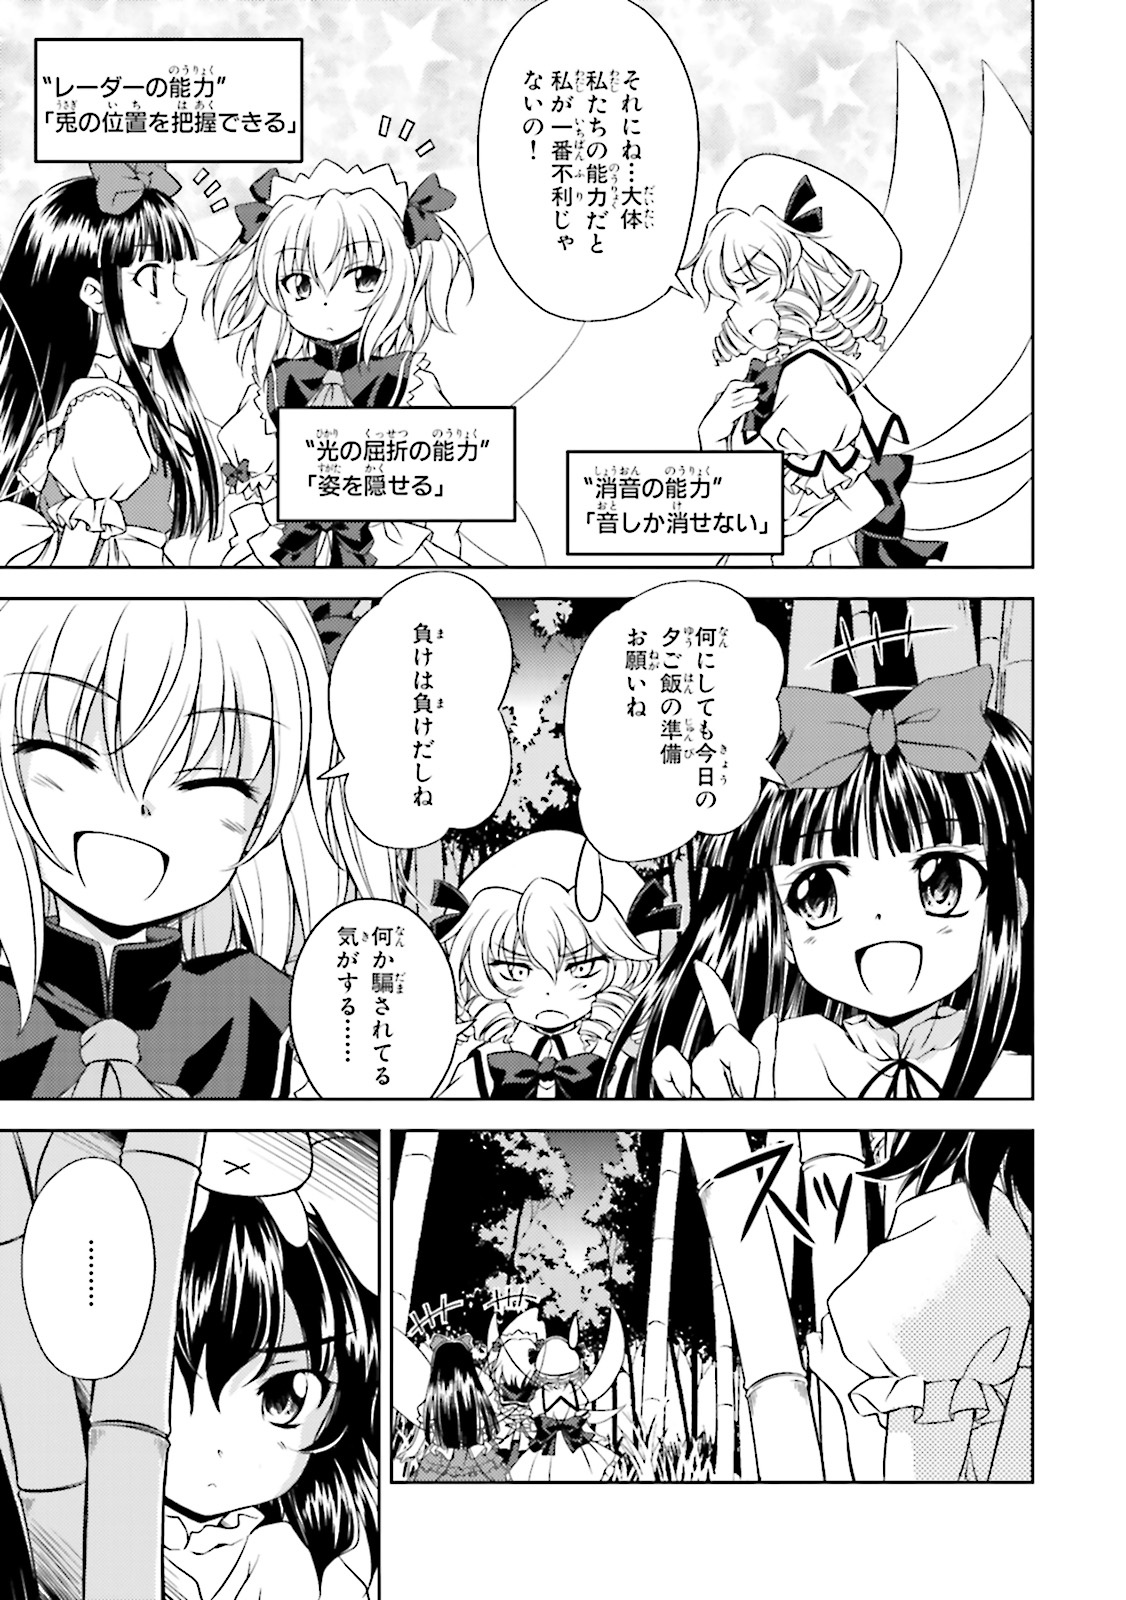 それにね…大体
私たちの能力だと
私が一番不利じゃ
ないの！
“消音の能力”
「音しか消せない」
“光の屈折の能力”
「姿を隠せる」
“レーダーの能力”
「兎の位置を把握できる」
何にしても今日の
夕ご飯の準備
お願いね
負けは負けだしね
何か騙されてる
気がする……
スッ
………